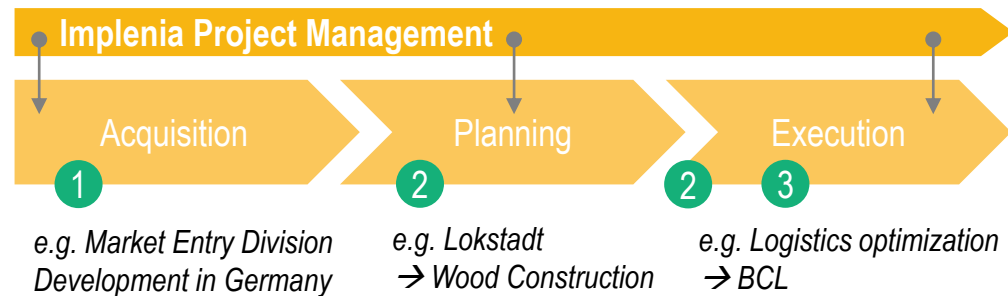 Implenia Project Management
Acquisition
Planning
Execution
1
2
2
3
e.g. Market Entry Division
Development in Germany
e.g. Lokstadt
→ Wood Construction
e.g. Logistics optimization
→ BCL